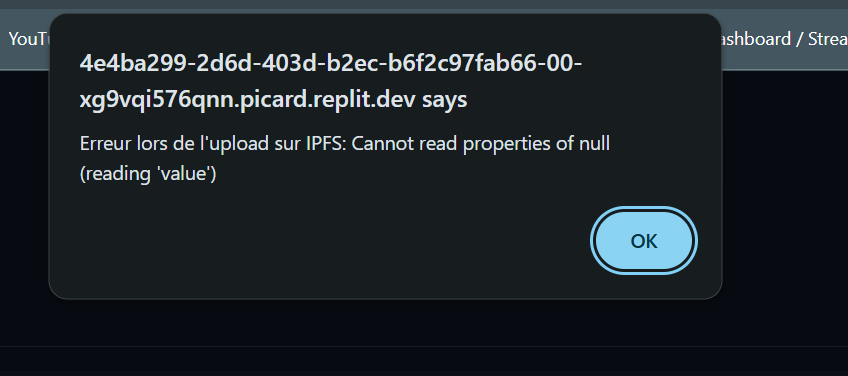 YouT
ashboard / Strea
4e4ba299-2d6d-403d-b2ec-b6f2c97fab66-00-
xg9vqi576qnn.picard.replit.dev says
Erreur lors de l'upload sur IPFS: Cannot read properties of null
(reading 'value')
OK